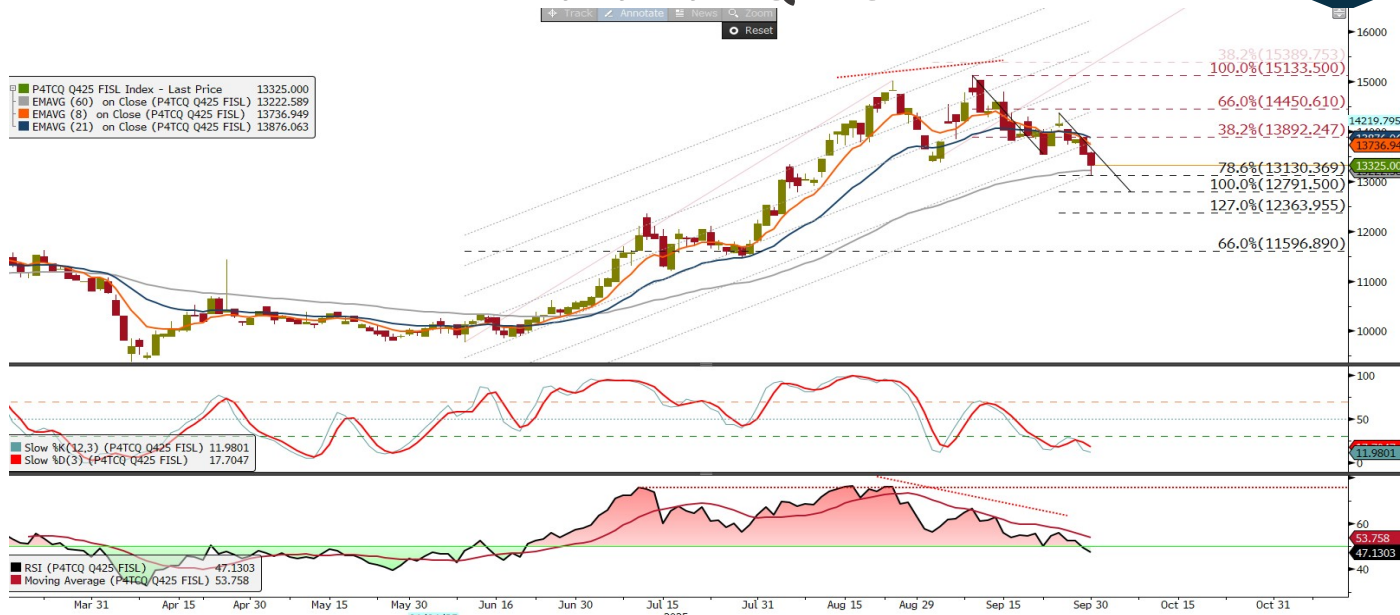 Track Annotate News Zoom
Reset
16000
38.2%(15389.753)
100.0%(15133.500)
15000
66.0%(14450.610)
14219.795
38.2%(13892.247)
13736.94
78.6%(13130.369)
13325.00
13000
100.0%(12791.500)
127.0%(12363.955)
12000
66.0%(11596.890)
11000
10000
P4TCQ Q425 FISL Index - Last Price 13325.000
EMAVG (60) on Close (P4TCQ Q425 FISL) 13222.589
EMAVG (8) on Close (P4TCQ Q425 FISL) 13736.949
EMAVG (21) on Close (P4TCQ Q425 FISL) 13876.063
100
50
0
11.9801
Slow %K(12,3) (P4TCQ Q425 FISL) 11.9801
Slow %D(3) (P4TCQ Q425 FISL) 17.7047
60
53.758
47.1303
40
RSI (P4TCQ Q425 FISL) 47.1303
Moving Average (P4TCQ Q425 FISL) 53.758
Mar 31 Apr 15 Apr 30 May 15 May 30 Jun 16 Jun 30 Jul 15 Jul 31 Aug 15 Aug 29 Sep 15 Sep 30 Oct 15 Oct 31